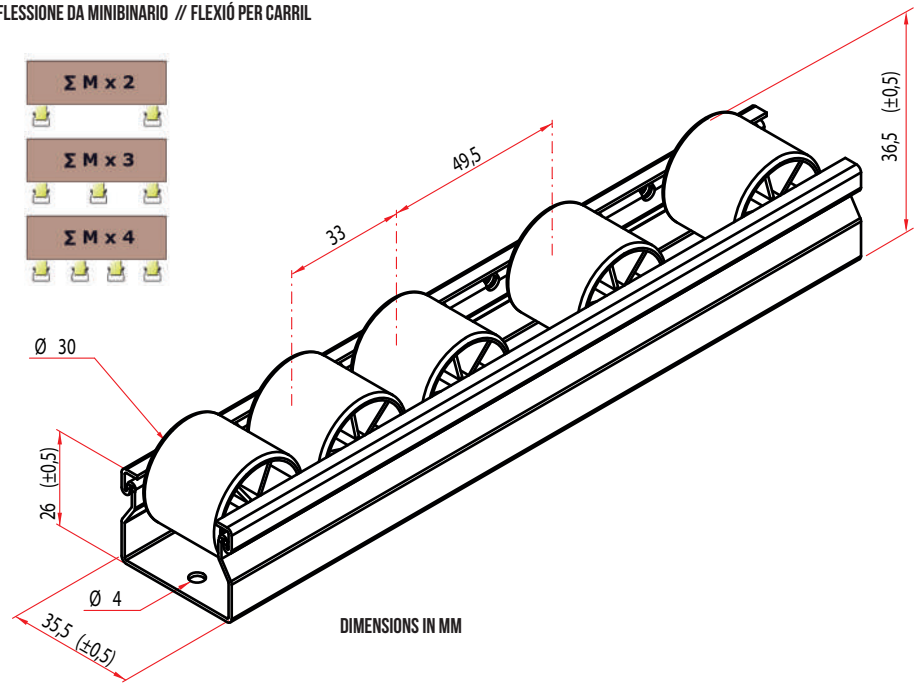 FLESSIONE DA MINIBINARIO // FLEXIÓ PER CARRIL
Σ M x 2
Σ M x 3
Σ M x 4
36,5 (±0,5)
49,5
33
Ø 30
26 (±0,5)
Ø 4
35,5 (±0,5)
DIMENSIONS IN MM